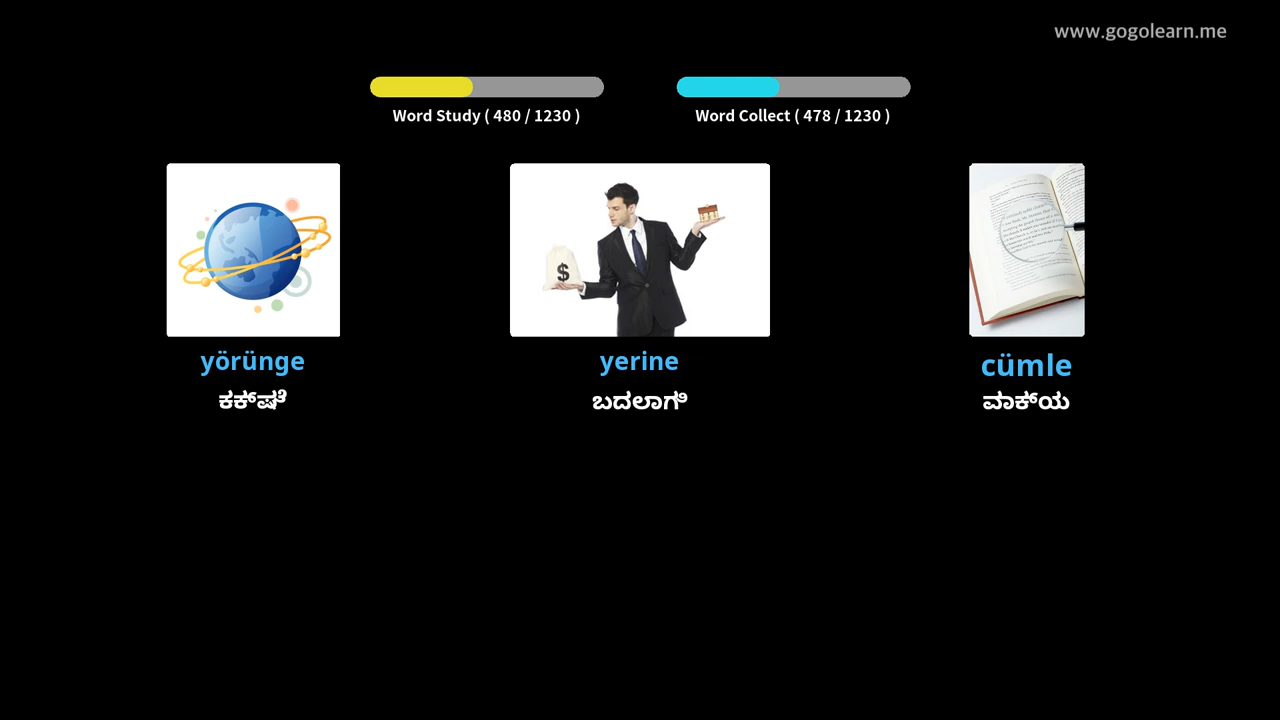 www.gogolearn.me
Word Study ( 480 / 1230 )
Word Collect ( 478 / 1230 )
yörünge
yerine
cümle
ಕಕ್ಷೆ
ಬದಲಾಗಿ
ವಾಕ್ಯ
$